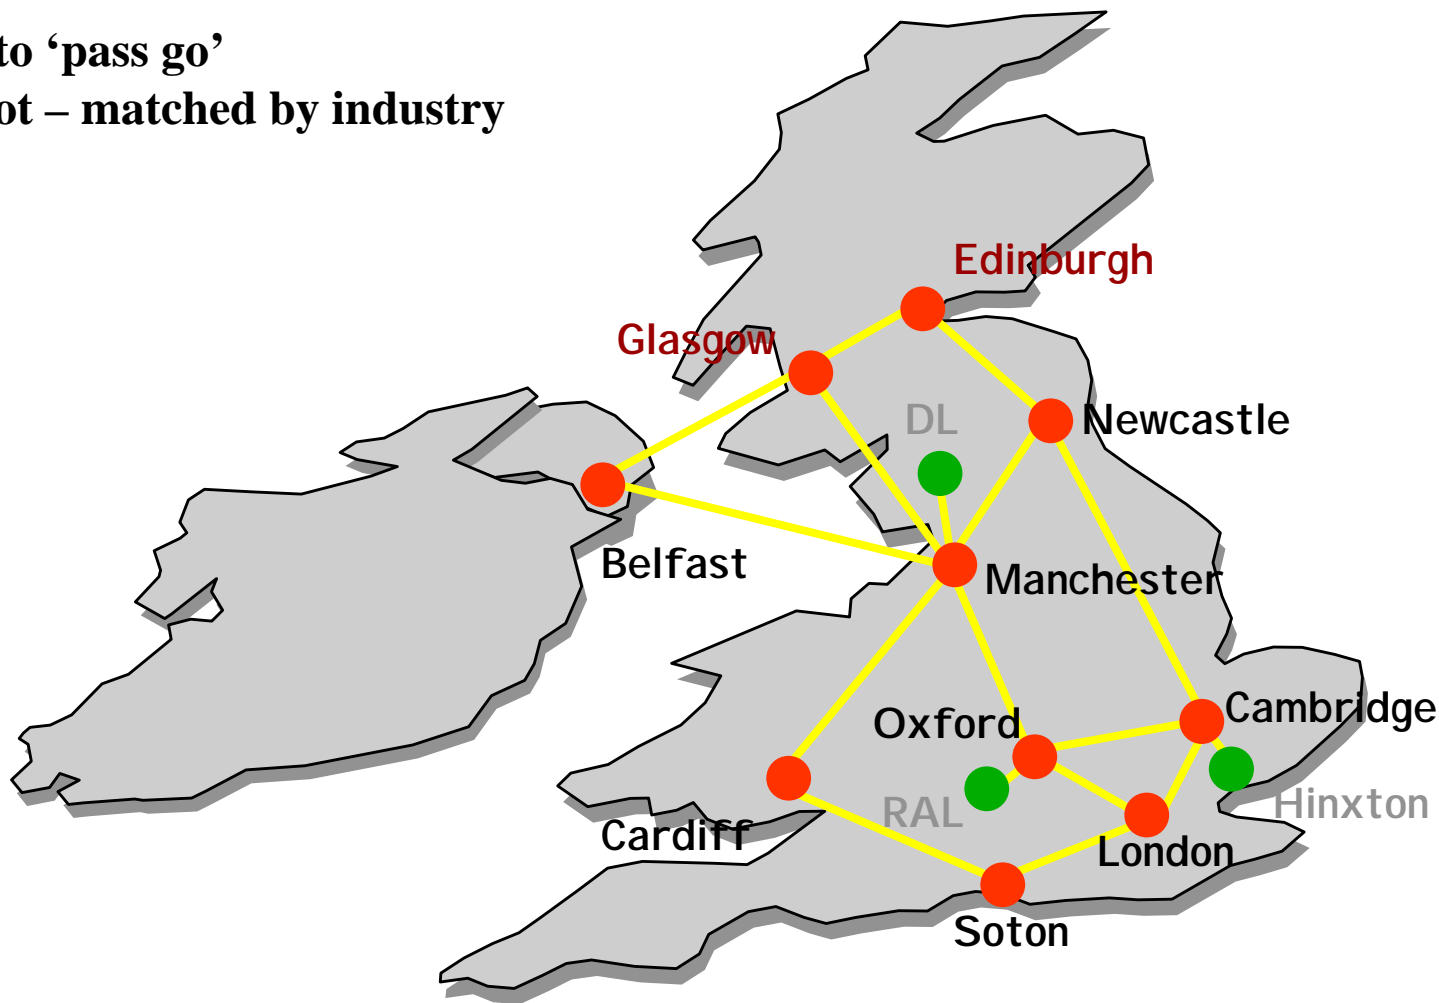 to ‘pass go’
ot – matched by industry
Edinburgh
Glasgow
DL
Newcastle
Belfast
Manchester
Oxford
Cambridge
RAL
Hinxton
Cardiff
London
Soton